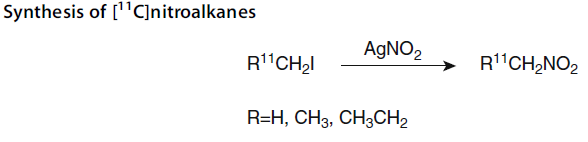 Synthesis of [¹¹C]nitroalkanes
AgNO₂
R¹¹CH₂I R¹¹CH₂NO₂
R=H, CH₃, CH₃CH₂